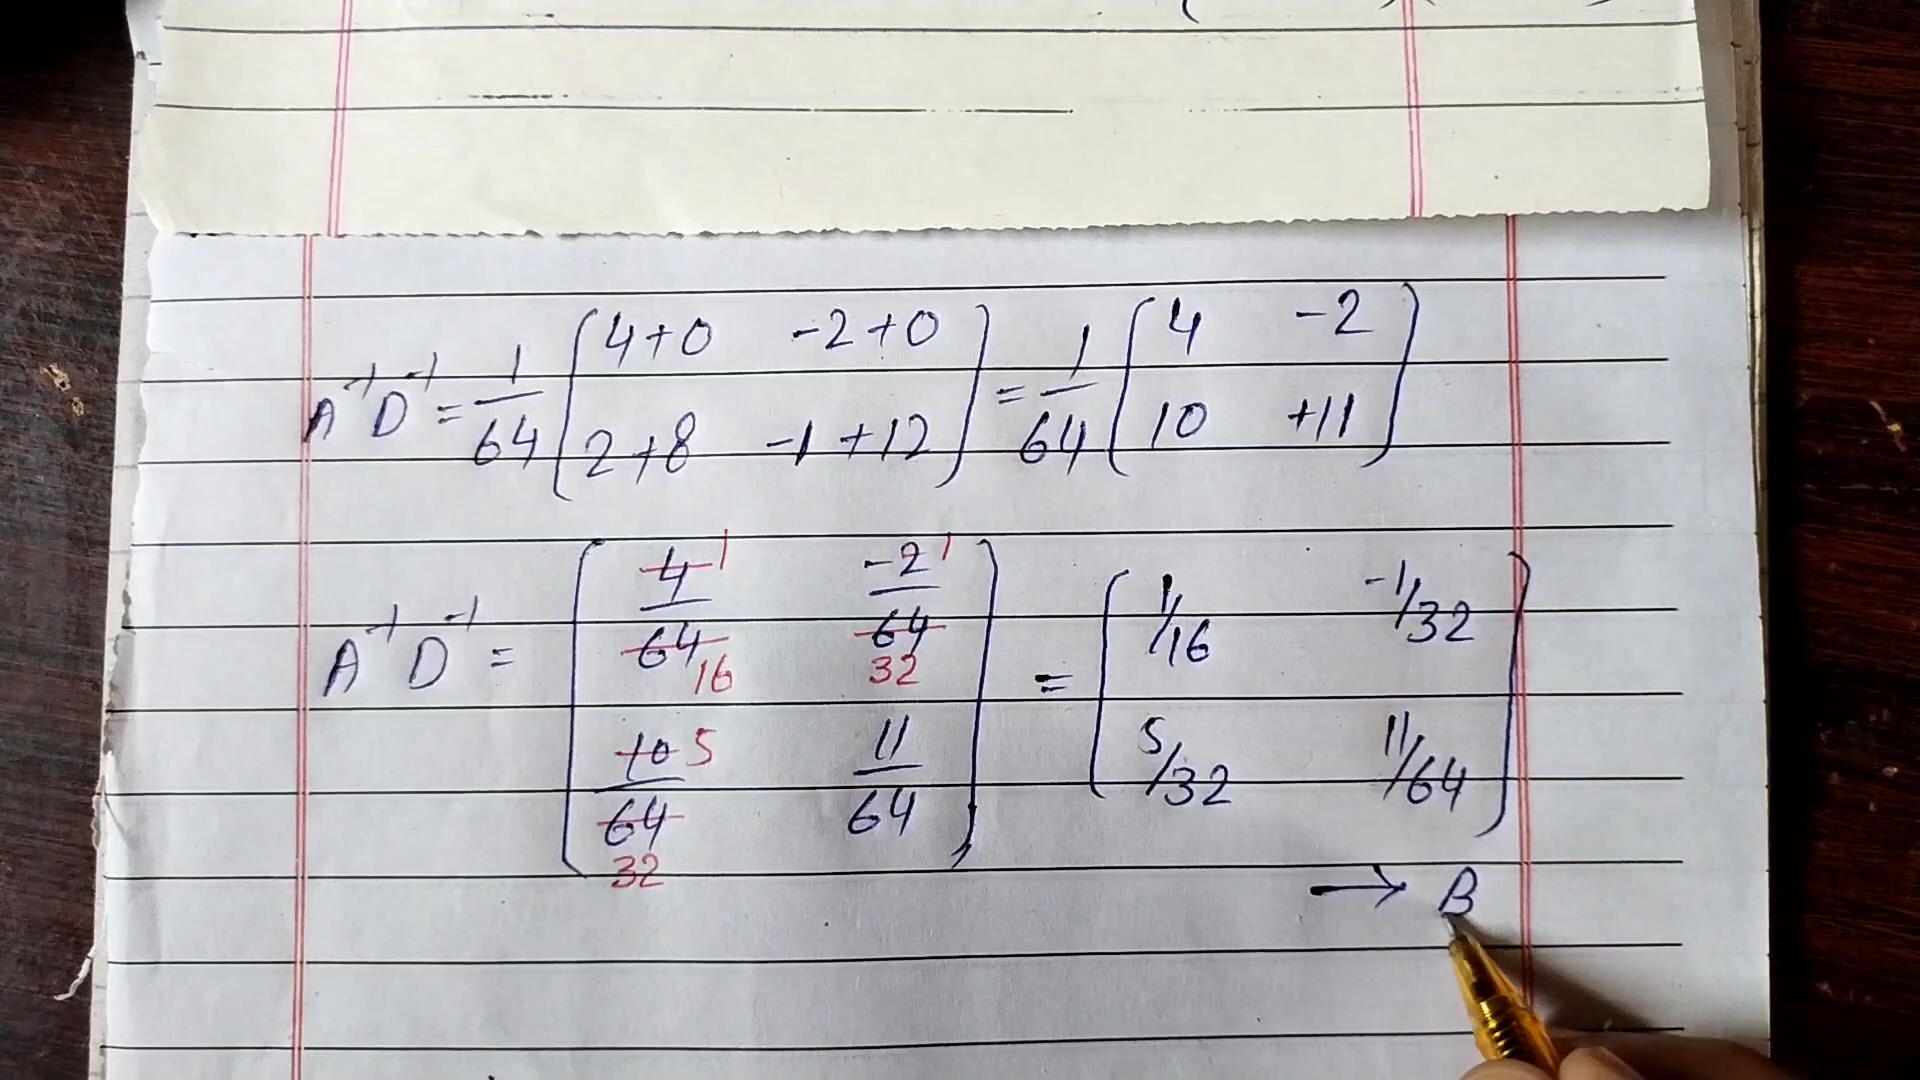 A⁻¹D⁻¹ = 1/64 (4+0 -2+0 2+8 -1+12) = 1/64 (4 -2 10 +11)
A⁻¹D⁻¹ = (4/64 1 16 -2/64 1 32 10/64 5 32 11/64) = (1/16 -1/32 5/32 11/64)
→ B